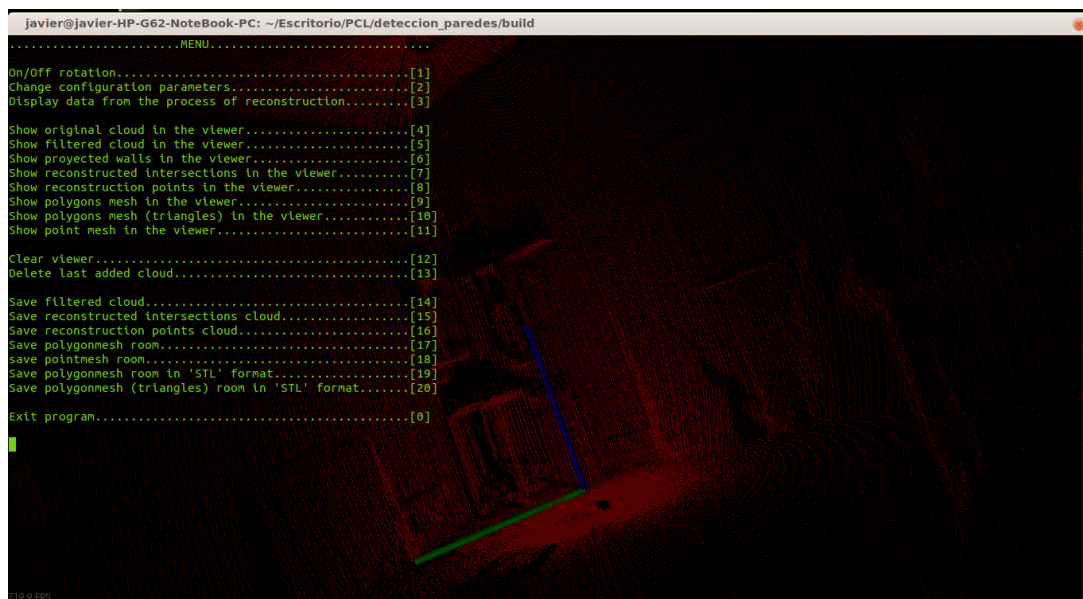 javier@javier-HP-G62-NoteBook-PC: ~/Escritorio/PCL/deteccion_paredes/build
........................MENU...............................
On/Off rotation.........................................[1]
Change configuration parameters.........................[2]
Display data from the process of reconstruction.........[3]
Show original cloud in the viewer.......................[4]
Show filtered cloud in the viewer.......................[5]
Show proyected walls in the viewer......................[6]
Show reconstructed intersections in the viewer..........[7]
Show reconstruction points in the viewer................[8]
Show polygons mesh in the viewer........................[9]
Show polygons mesh (triangles) in the viewer............[10]
Show point mesh in the viewer...........................[11]
Clear viewer............................................[12]
Delete last added cloud.................................[13]
Save filtered cloud.....................................[14]
Save reconstructed intersections cloud..................[15]
Save reconstruction points cloud........................[16]
Save polygonmesh room...................................[17]
save pointmesh room.....................................[18]
Save polygonmesh room in 'STL' format...................[19]
Save polygonmesh (triangles) room in 'STL' format.......[20]
Exit program............................................[0]
719.9 FPS